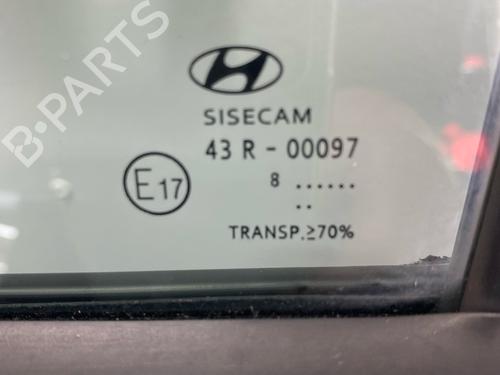 B-PARTS
SISECAM
43 R - 00097
E17
8 ......
..
TRANSP.≥70%